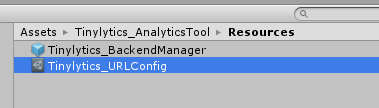 Assets ▸ Tinylytics_AnalyticsTool ▸ Resources
Tinylytics_BackendManager
Tinylytics_URLConfig